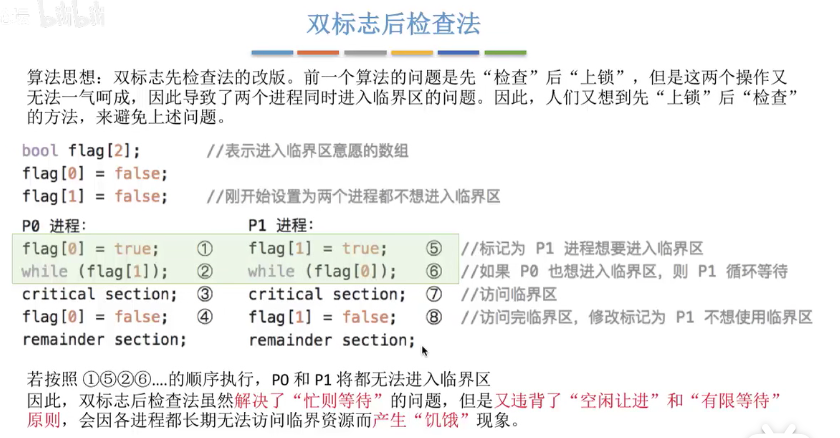 bilibili
双标志后检查法
算法思想：双标志先检查法的改版。前一个算法的问题是先“检查”后“上锁”，但是这两个操作又
无法一气呵成，因此导致了两个进程同时进入临界区的问题。因此，人们又想到先“上锁”后“检查”
的方法，来避免上述问题。
bool flag[2]; //表示进入临界区意愿的数组
flag[0] = false;
flag[1] = false; //刚开始设置为两个进程都不想进入临界区
P0 进程: P1 进程:
flag[0] = true; ① flag[1] = true; ⑤ //标记为 P1 进程想要进入临界区
while (flag[1]); ② while (flag[0]); ⑥ //如果 P0 也想进入临界区，则 P1 循环等待
critical section; ③ critical section; ⑦ //访问临界区
flag[0] = false; ④ flag[1] = false; ⑧ //访问完临界区，修改标记为 P1 不想使用临界区
remainder section; remainder section;
若按照 ①⑤②⑥....的顺序执行，P0 和 P1 将都无法进入临界区
因此，双标志后检查法虽然解决了“忙则等待”的问题，但是又违背了“空闲让进”和“有限等待”
原则，会因各进程都长期无法访问临界资源而产生“饥饿”现象。